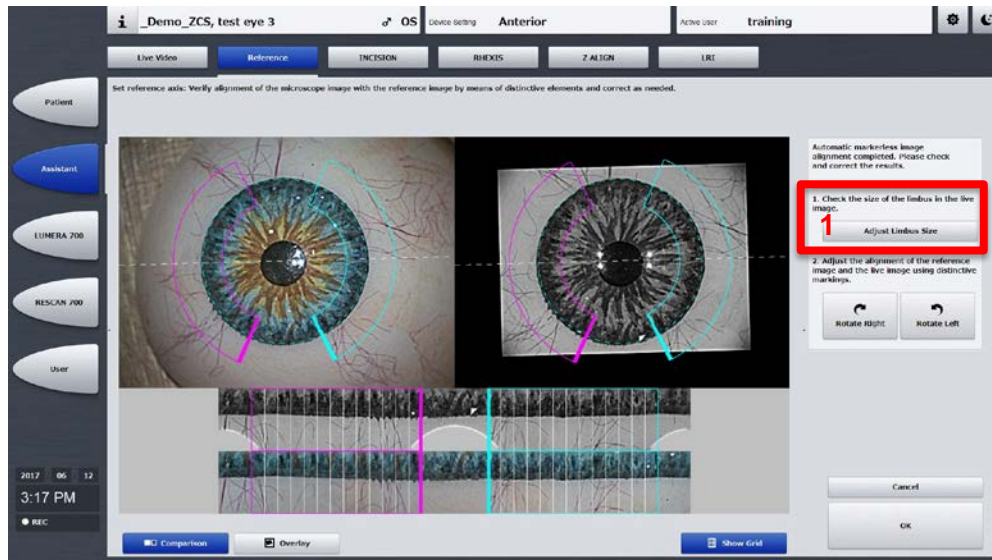 i _Demo_ZCS, test eye 3 ♂ OS Device Setting Anterior Active User training
Live Video Reference INCISION RHEXIS Z ALIGN LRI
Set reference axis: Verify alignment of the microscope image with the reference image by means of distinctive elements and correct as needed.
Patient
Assistant
LUMERA 700
RESCAN 700
User
2017 06 12
3:17 PM
REC
Automatic markerless image
alignment completed. Please check
and correct the results.
1. Check the size of the limbus in the live
image.
1
Adjust Limbus Size
2. Adjust the alignment of the reference
image and the live image using distinctive
markings.
Rotate Right Rotate Left
Cancel
OK
Comparison Overlay Show Grid